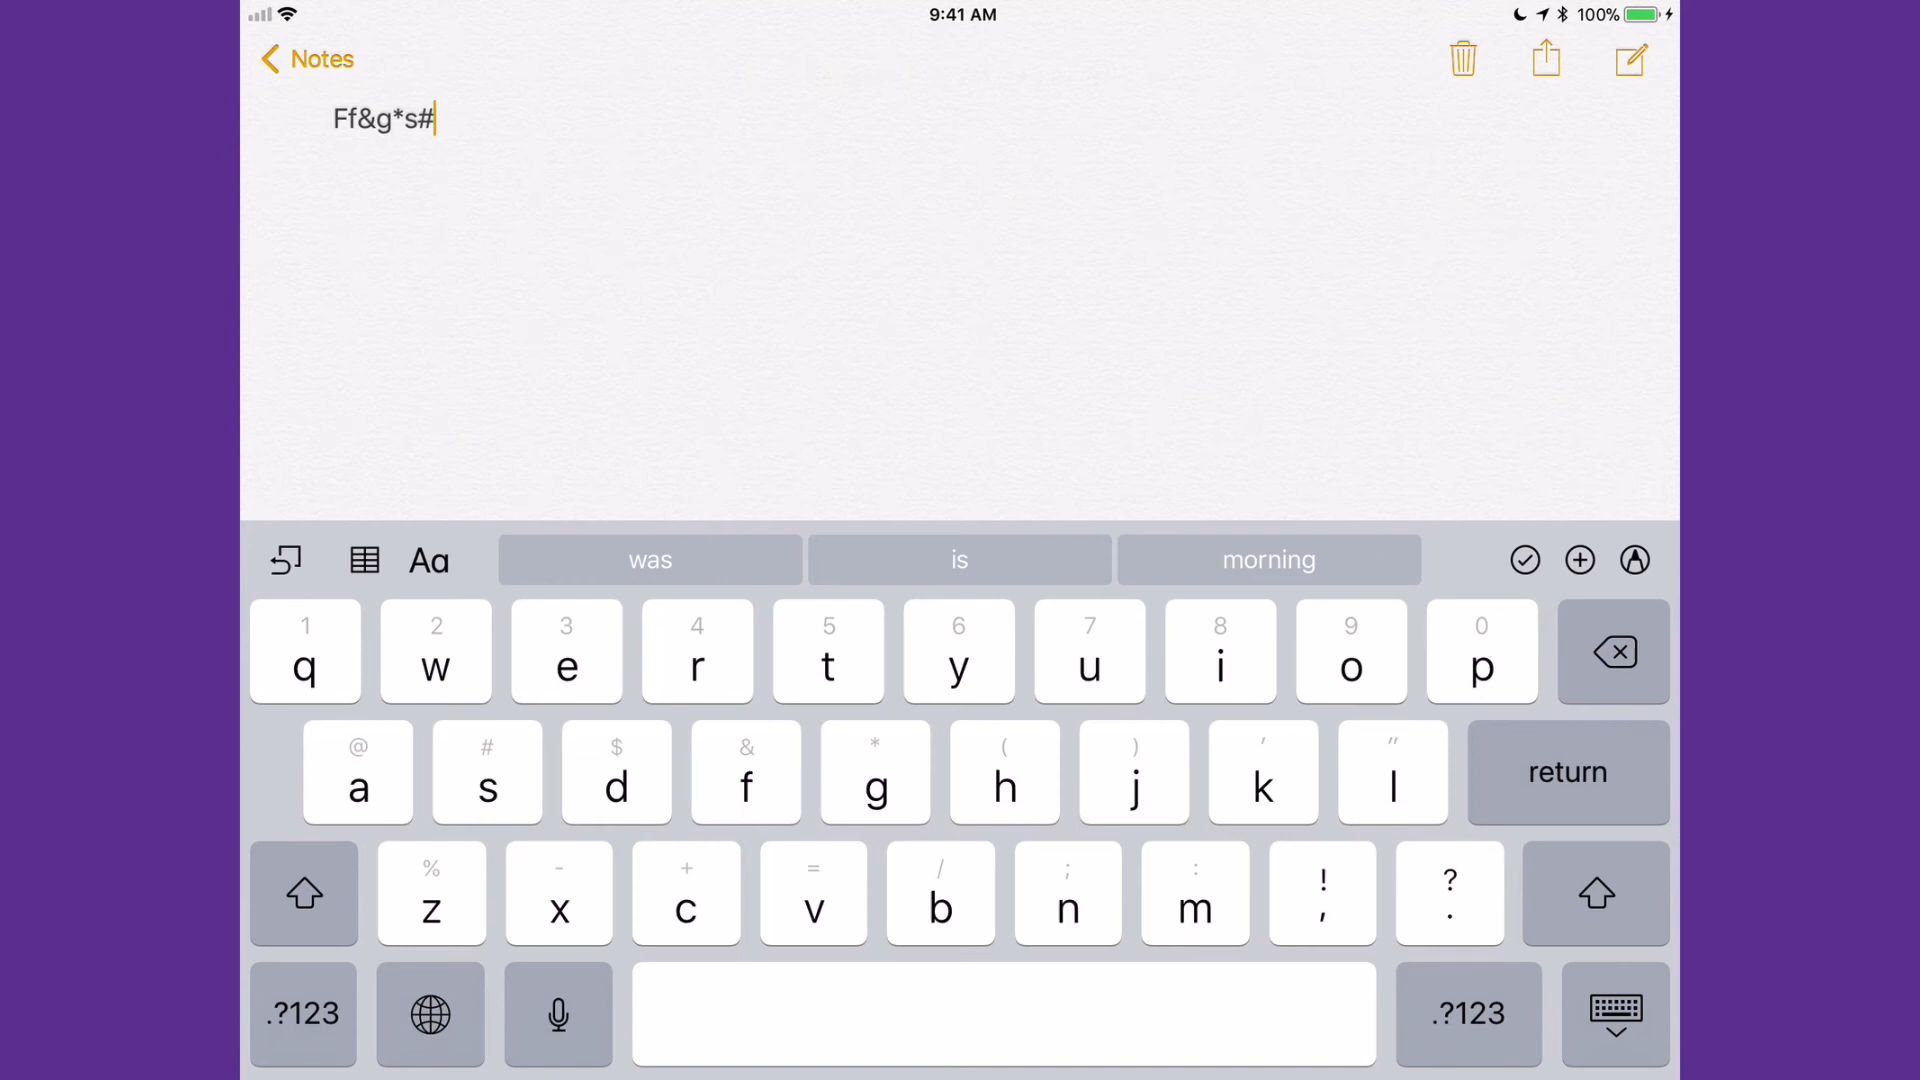 9:41 AM
100%
Notes
Ff&g*s#
Aa was is morning
1 2 3 4 5 6 7 8 9 0
q w e r t y u i o p
@ # $ & * ( ) ' "
a s d f g h j k l return
% - + = / ; : ! ?
z x c v b n m , .
.?123 .?123